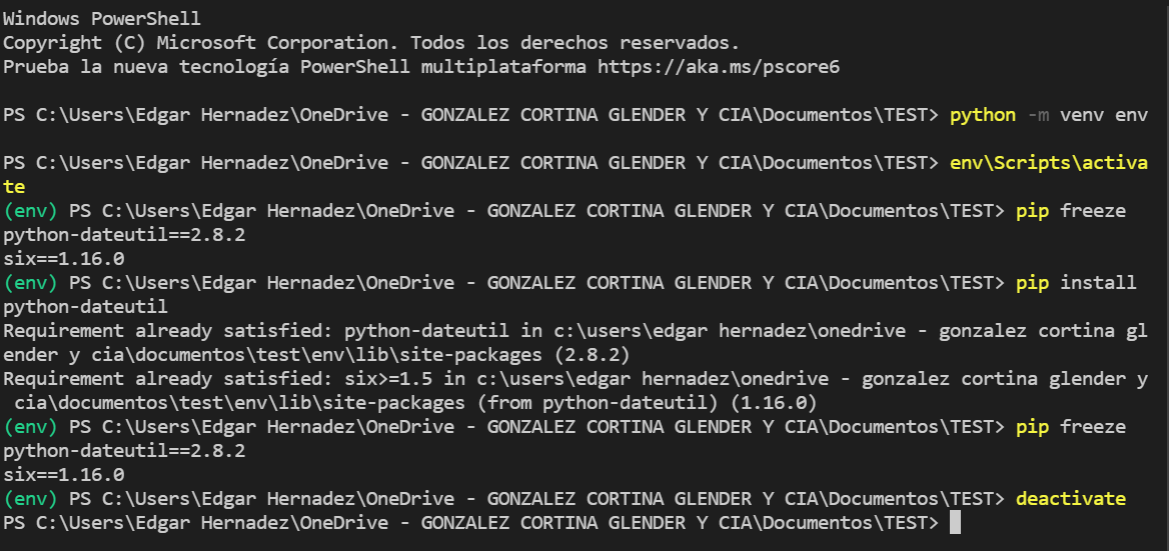 Windows PowerShell
Copyright (C) Microsoft Corporation. Todos los derechos reservados.
Prueba la nueva tecnología PowerShell multiplataforma https://aka.ms/pscore6
PS C:\Users\Edgar Hernadez\OneDrive - GONZALEZ CORTINA GLENDER Y CIA\Documentos\TEST> python -m venv env
PS C:\Users\Edgar Hernadez\OneDrive - GONZALEZ CORTINA GLENDER Y CIA\Documentos\TEST> env\Scripts\activa
te
(env) PS C:\Users\Edgar Hernadez\OneDrive - GONZALEZ CORTINA GLENDER Y CIA\Documentos\TEST> pip freeze
python-dateutil==2.8.2
six==1.16.0
(env) PS C:\Users\Edgar Hernadez\OneDrive - GONZALEZ CORTINA GLENDER Y CIA\Documentos\TEST> pip install
python-dateutil
Requirement already satisfied: python-dateutil in c:\users\edgar hernadez\onedrive - gonzalez cortina gl
ender y cia\documentos\test\env\lib\site-packages (2.8.2)
Requirement already satisfied: six>=1.5 in c:\users\edgar hernadez\onedrive - gonzalez cortina glender y
cia\documentos\test\env\lib\site-packages (from python-dateutil) (1.16.0)
(env) PS C:\Users\Edgar Hernadez\OneDrive - GONZALEZ CORTINA GLENDER Y CIA\Documentos\TEST> pip freeze
python-dateutil==2.8.2
six==1.16.0
(env) PS C:\Users\Edgar Hernadez\OneDrive - GONZALEZ CORTINA GLENDER Y CIA\Documentos\TEST> deactivate
PS C:\Users\Edgar Hernadez\OneDrive - GONZALEZ CORTINA GLENDER Y CIA\Documentos\TEST>